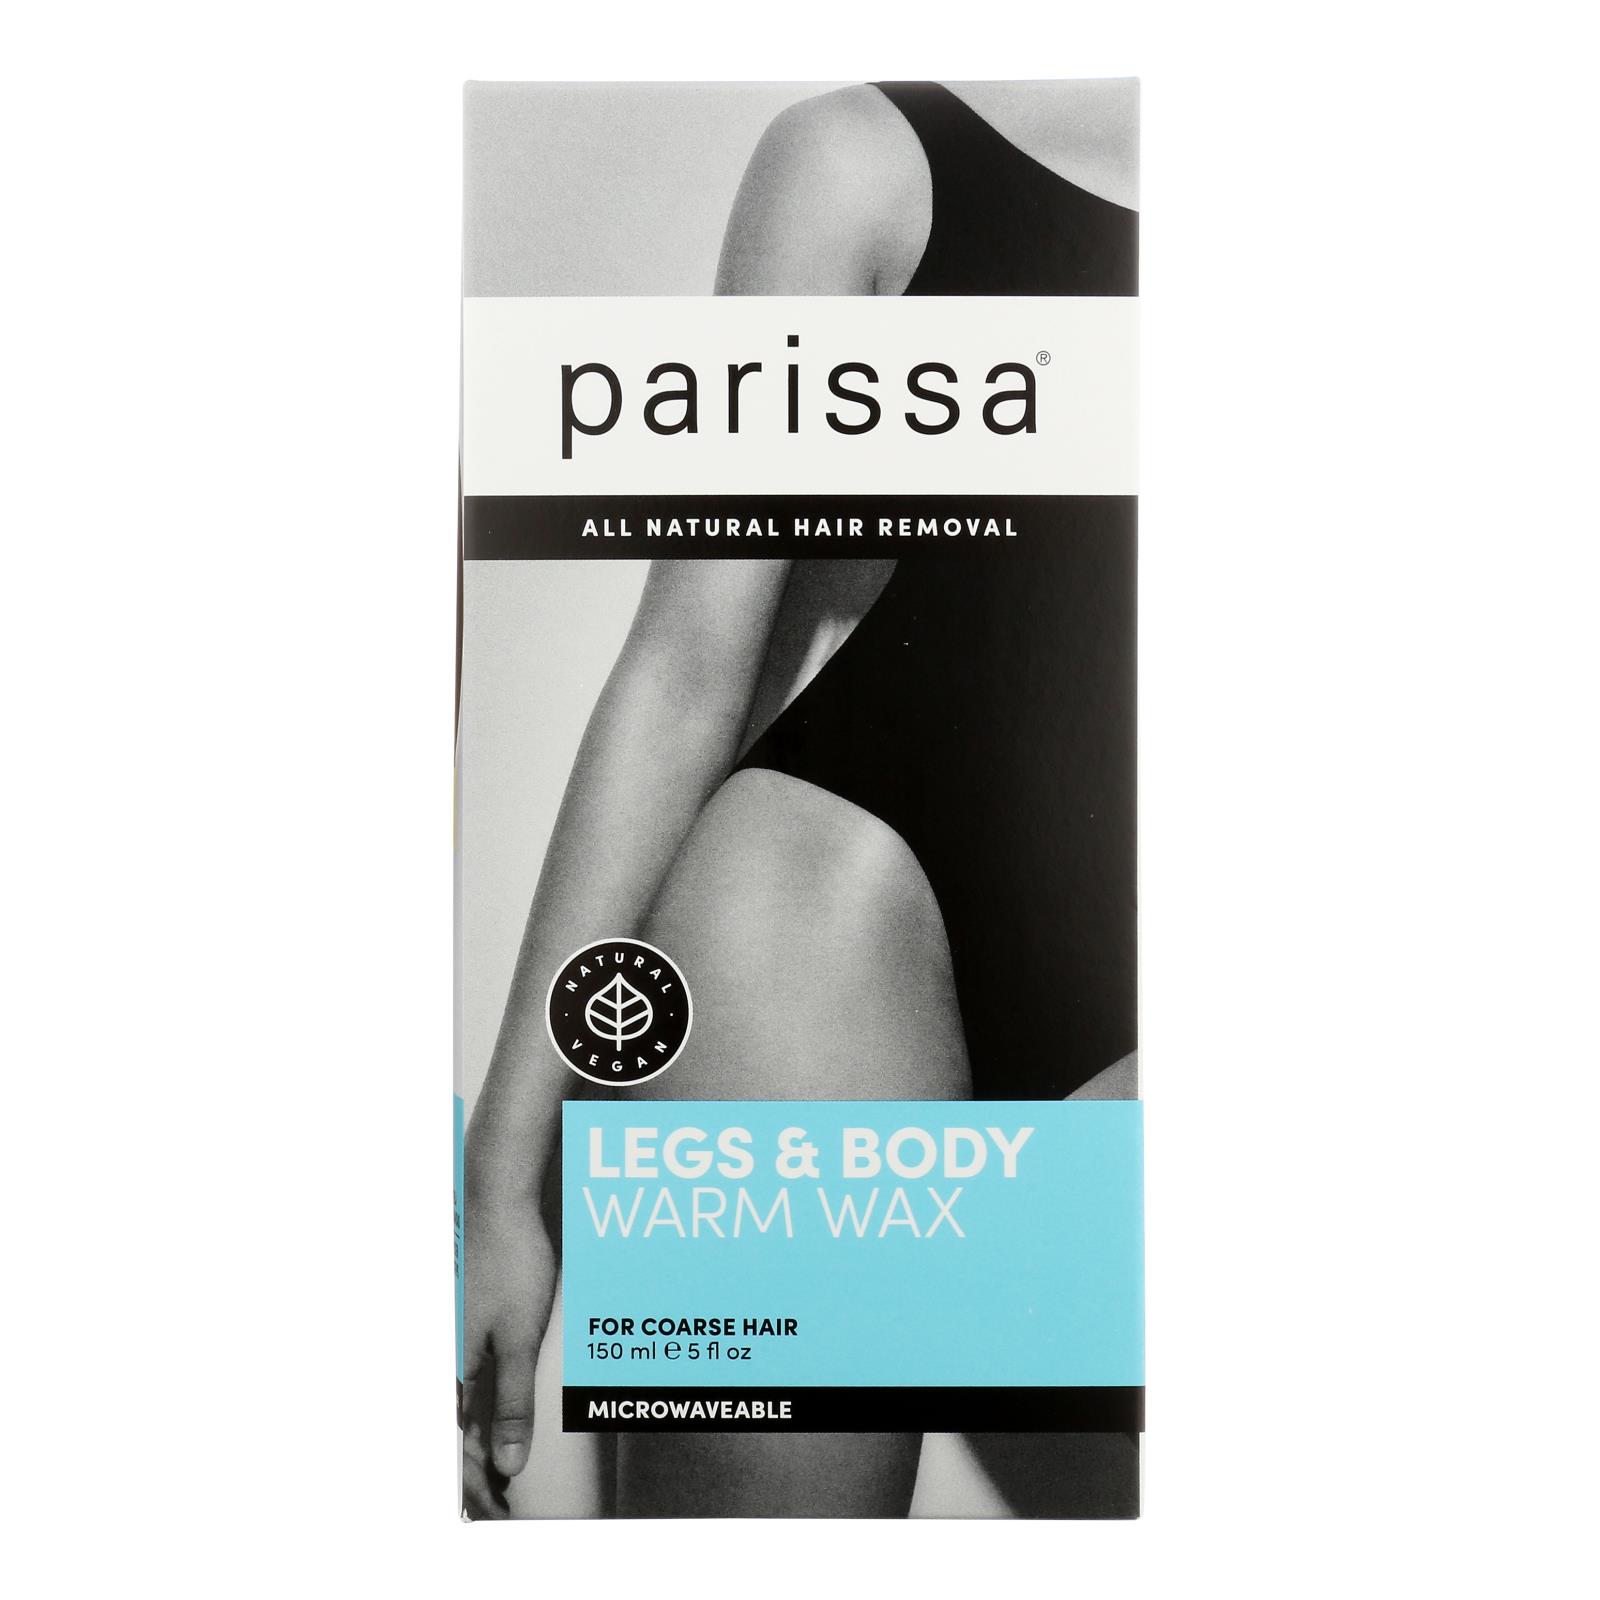 parissa®
ALL NATURAL HAIR REMOVAL
NATURAL
VEGAN
LEGS & BODY
WARM WAX
FOR COARSE HAIR
150 ml ℮ 5 fl oz
MICROWAVEABLE